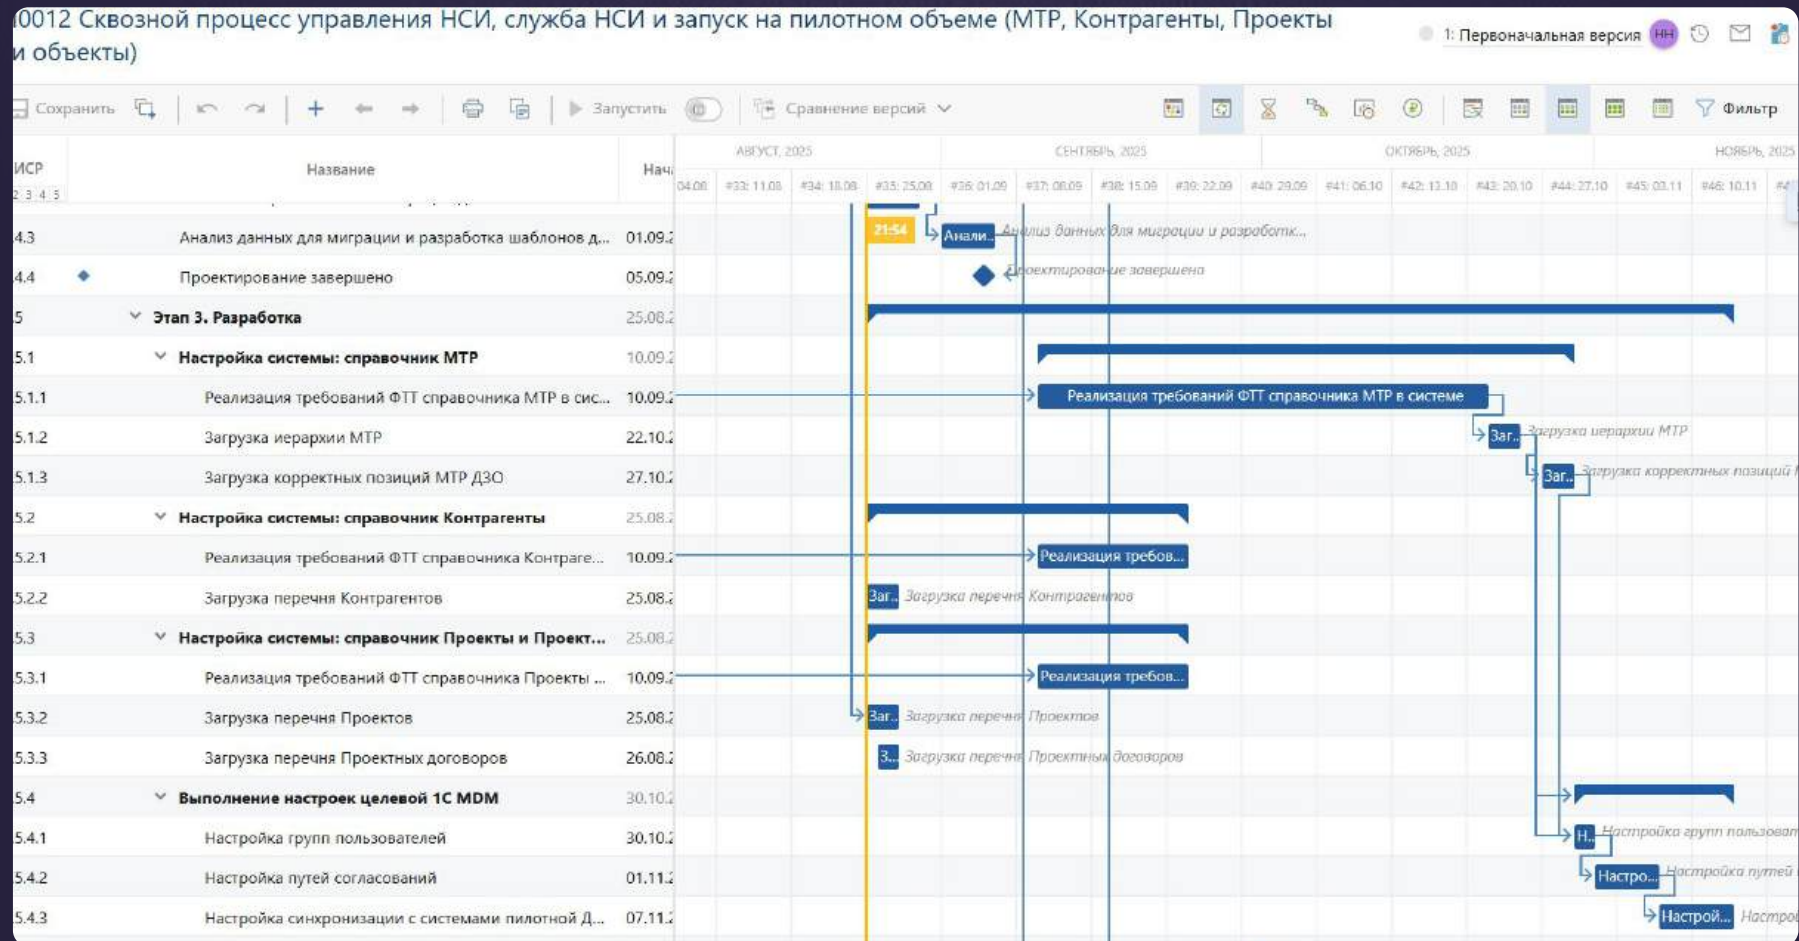 0012 Сквозной процесс управления НСИ, служба НСИ и запуск на пилотном объеме (МТР, Контрагенты, Проекты
и объекты)
1: Первоначальная версия НН
Сохранить Запустить Сравнение версий Фильтр
ИСР Название Нача
2 3 4 5
АВГУСТ, 2025 СЕНТЯБРЬ, 2025 ОКТЯБРЬ, 2025 НОЯБРЬ, 2025
04.08 #33: 11.08 #34: 18.08 #35: 25.08 #36: 01.09 #37: 08.09 #38: 15.09 #39: 22.09 #40: 29.09 #41: 06.10 #42: 13.10 #43: 20.10 #44: 27.10 #45: 03.11 #46: 10.11
4.3 Анализ данных для миграции и разработка шаблонов д... 01.09.2 21:54 Анали... Анализ данных для миграции и разработк...
4.4 Проектирование завершено 05.09.2 Проектирование завершено
5 Этап 3. Разработка 25.08.2
5.1 Настройка системы: справочник МТР 10.09.2
5.1.1 Реализация требований ФТТ справочника МТР в сис... 10.09.2 Реализация требований ФТТ справочника МТР в системе
5.1.2 Загрузка иерархии МТР 22.10.2 Заг... Загрузка иерархии МТР
5.1.3 Загрузка корректных позиций МТР ДЗО 27.10.2 Заг... Загрузка корректных позиций
5.2 Настройка системы: справочник Контрагенты 25.08.2
5.2.1 Реализация требований ФТТ справочника Контраге... 10.09.2 Реализация требов...
5.2.2 Загрузка перечня Контрагентов 25.08.2 Заг... Загрузка перечня Контрагентов
5.3 Настройка системы: справочник Проекты и Проект... 25.08.2
5.3.1 Реализация требований ФТТ справочника Проекты ... 10.09.2 Реализация требов...
5.3.2 Загрузка перечня Проектов 25.08.2 Заг... Загрузка перечня Проектов
5.3.3 Загрузка перечня Проектных договоров 26.08.2 З... Загрузка перечня Проектных договоров
5.4 Выполнение настроек целевой 1С MDM 30.10.2
5.4.1 Настройка групп пользователей 30.10.2 Н... Настройка групп пользоват
5.4.2 Настройка путей согласований 01.11.2 Настро... Настройка путей
5.4.3 Настройка синхронизации с системами пилотной Д... 07.11.2 Настрой... Настро